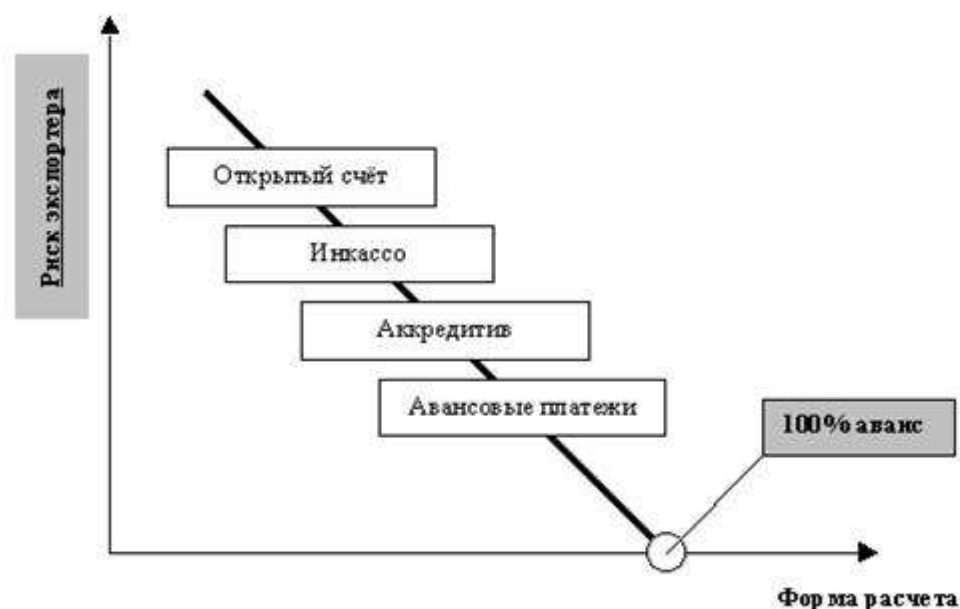 Риск экспортера
Открытый счёт
Инкассо
Аккредитив
Авансовые платежи
100% аванс
Форма расчета